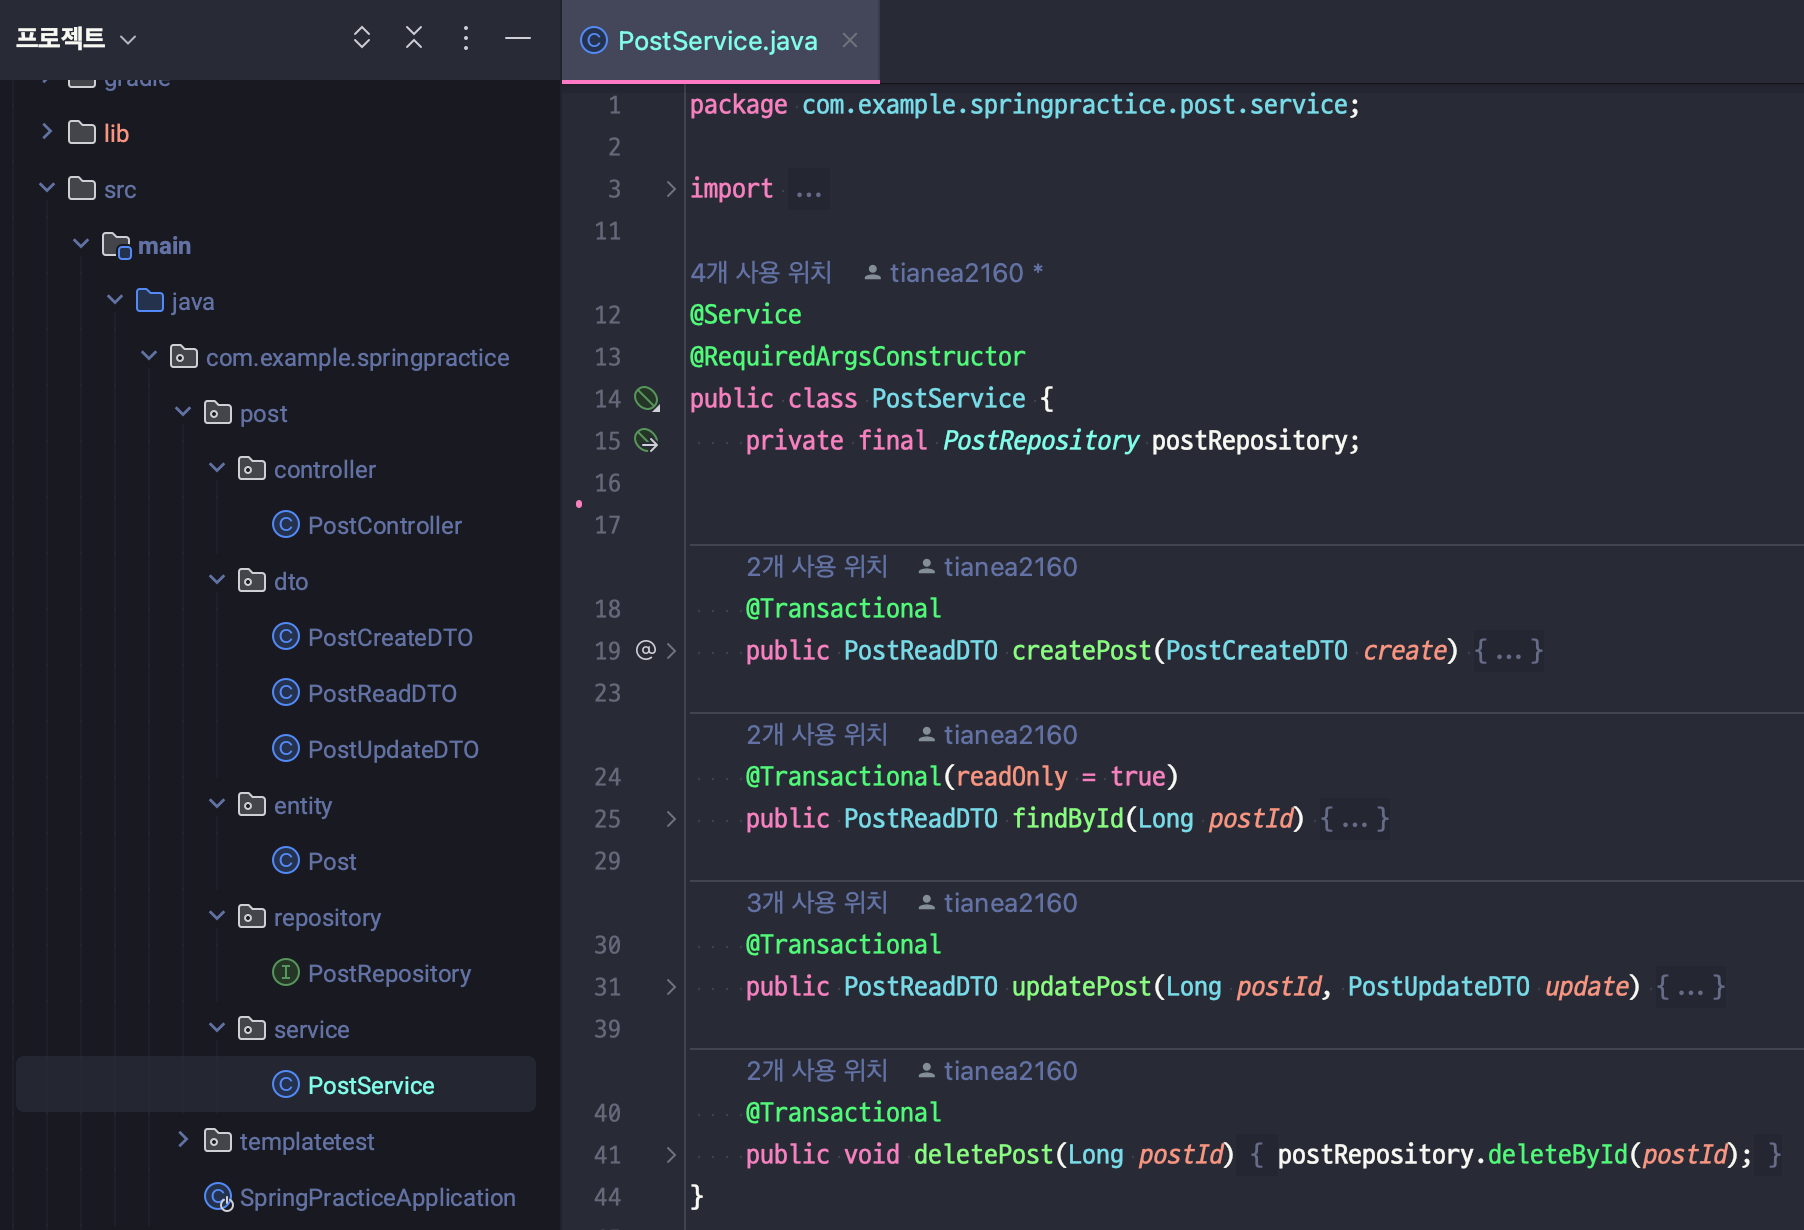 프로젝트
gradle
lib
src
main
java
com.example.springpractice
post
controller
PostController
dto
PostCreateDTO
PostReadDTO
PostUpdateDTO
entity
Post
repository
PostRepository
service
PostService
templatetest
SpringPracticeApplication
PostService.java
1 package com.example.springpractice.post.service;
2
3 import ...
11
4개 사용 위치 tianea2160 *
12 @Service
13 @RequiredArgsConstructor
14 public class PostService {
15 private final PostRepository postRepository;
16
17
2개 사용 위치 tianea2160
18 @Transactional
19 public PostReadDTO createPost(PostCreateDTO create) {...}
23
2개 사용 위치 tianea2160
24 @Transactional(readOnly = true)
25 public PostReadDTO findById(Long postId) {...}
29
3개 사용 위치 tianea2160
30 @Transactional
31 public PostReadDTO updatePost(Long postId, PostUpdateDTO update) {...}
39
2개 사용 위치 tianea2160
40 @Transactional
41 public void deletePost(Long postId) { postRepository.deleteById(postId); }
44 }